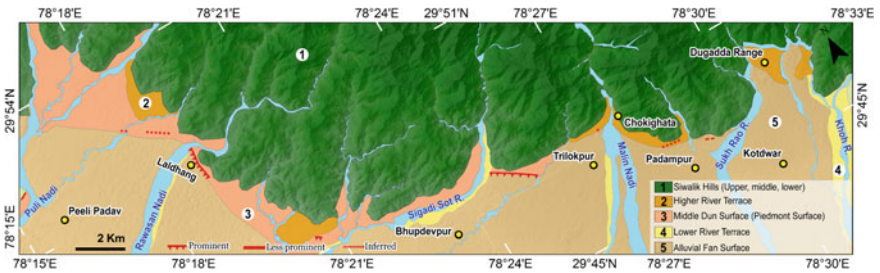 78°18'E 78°21'E 78°24'E 29°51'N 78°27'E 78°30'E 78°33'E
29°54'N
29°45'N
1
Dugadda Range
2
Chokighata
5
Khoh R.
Sukh Rao R.
Trilokpur
Malin Nadi
Padampur
Kotdwar
Laldhang
4
Puli Nadi
Rawasan Nadi
3
Sigadi Sot R.
Peeli Padav
Bhupdevpur
2 Km
Prominent Less prominent Inferred
1 Siwalik Hills (Upper, middle, lower)
2 Higher River Terrace
3 Middle Dun Surface (Piedmont Surface)
4 Lower River Terrace
5 Alluvial Fan Surface
78°15'E
78°15'E 78°18'E 78°21'E 78°24'E 29°45'N 78°27'E 78°30'E